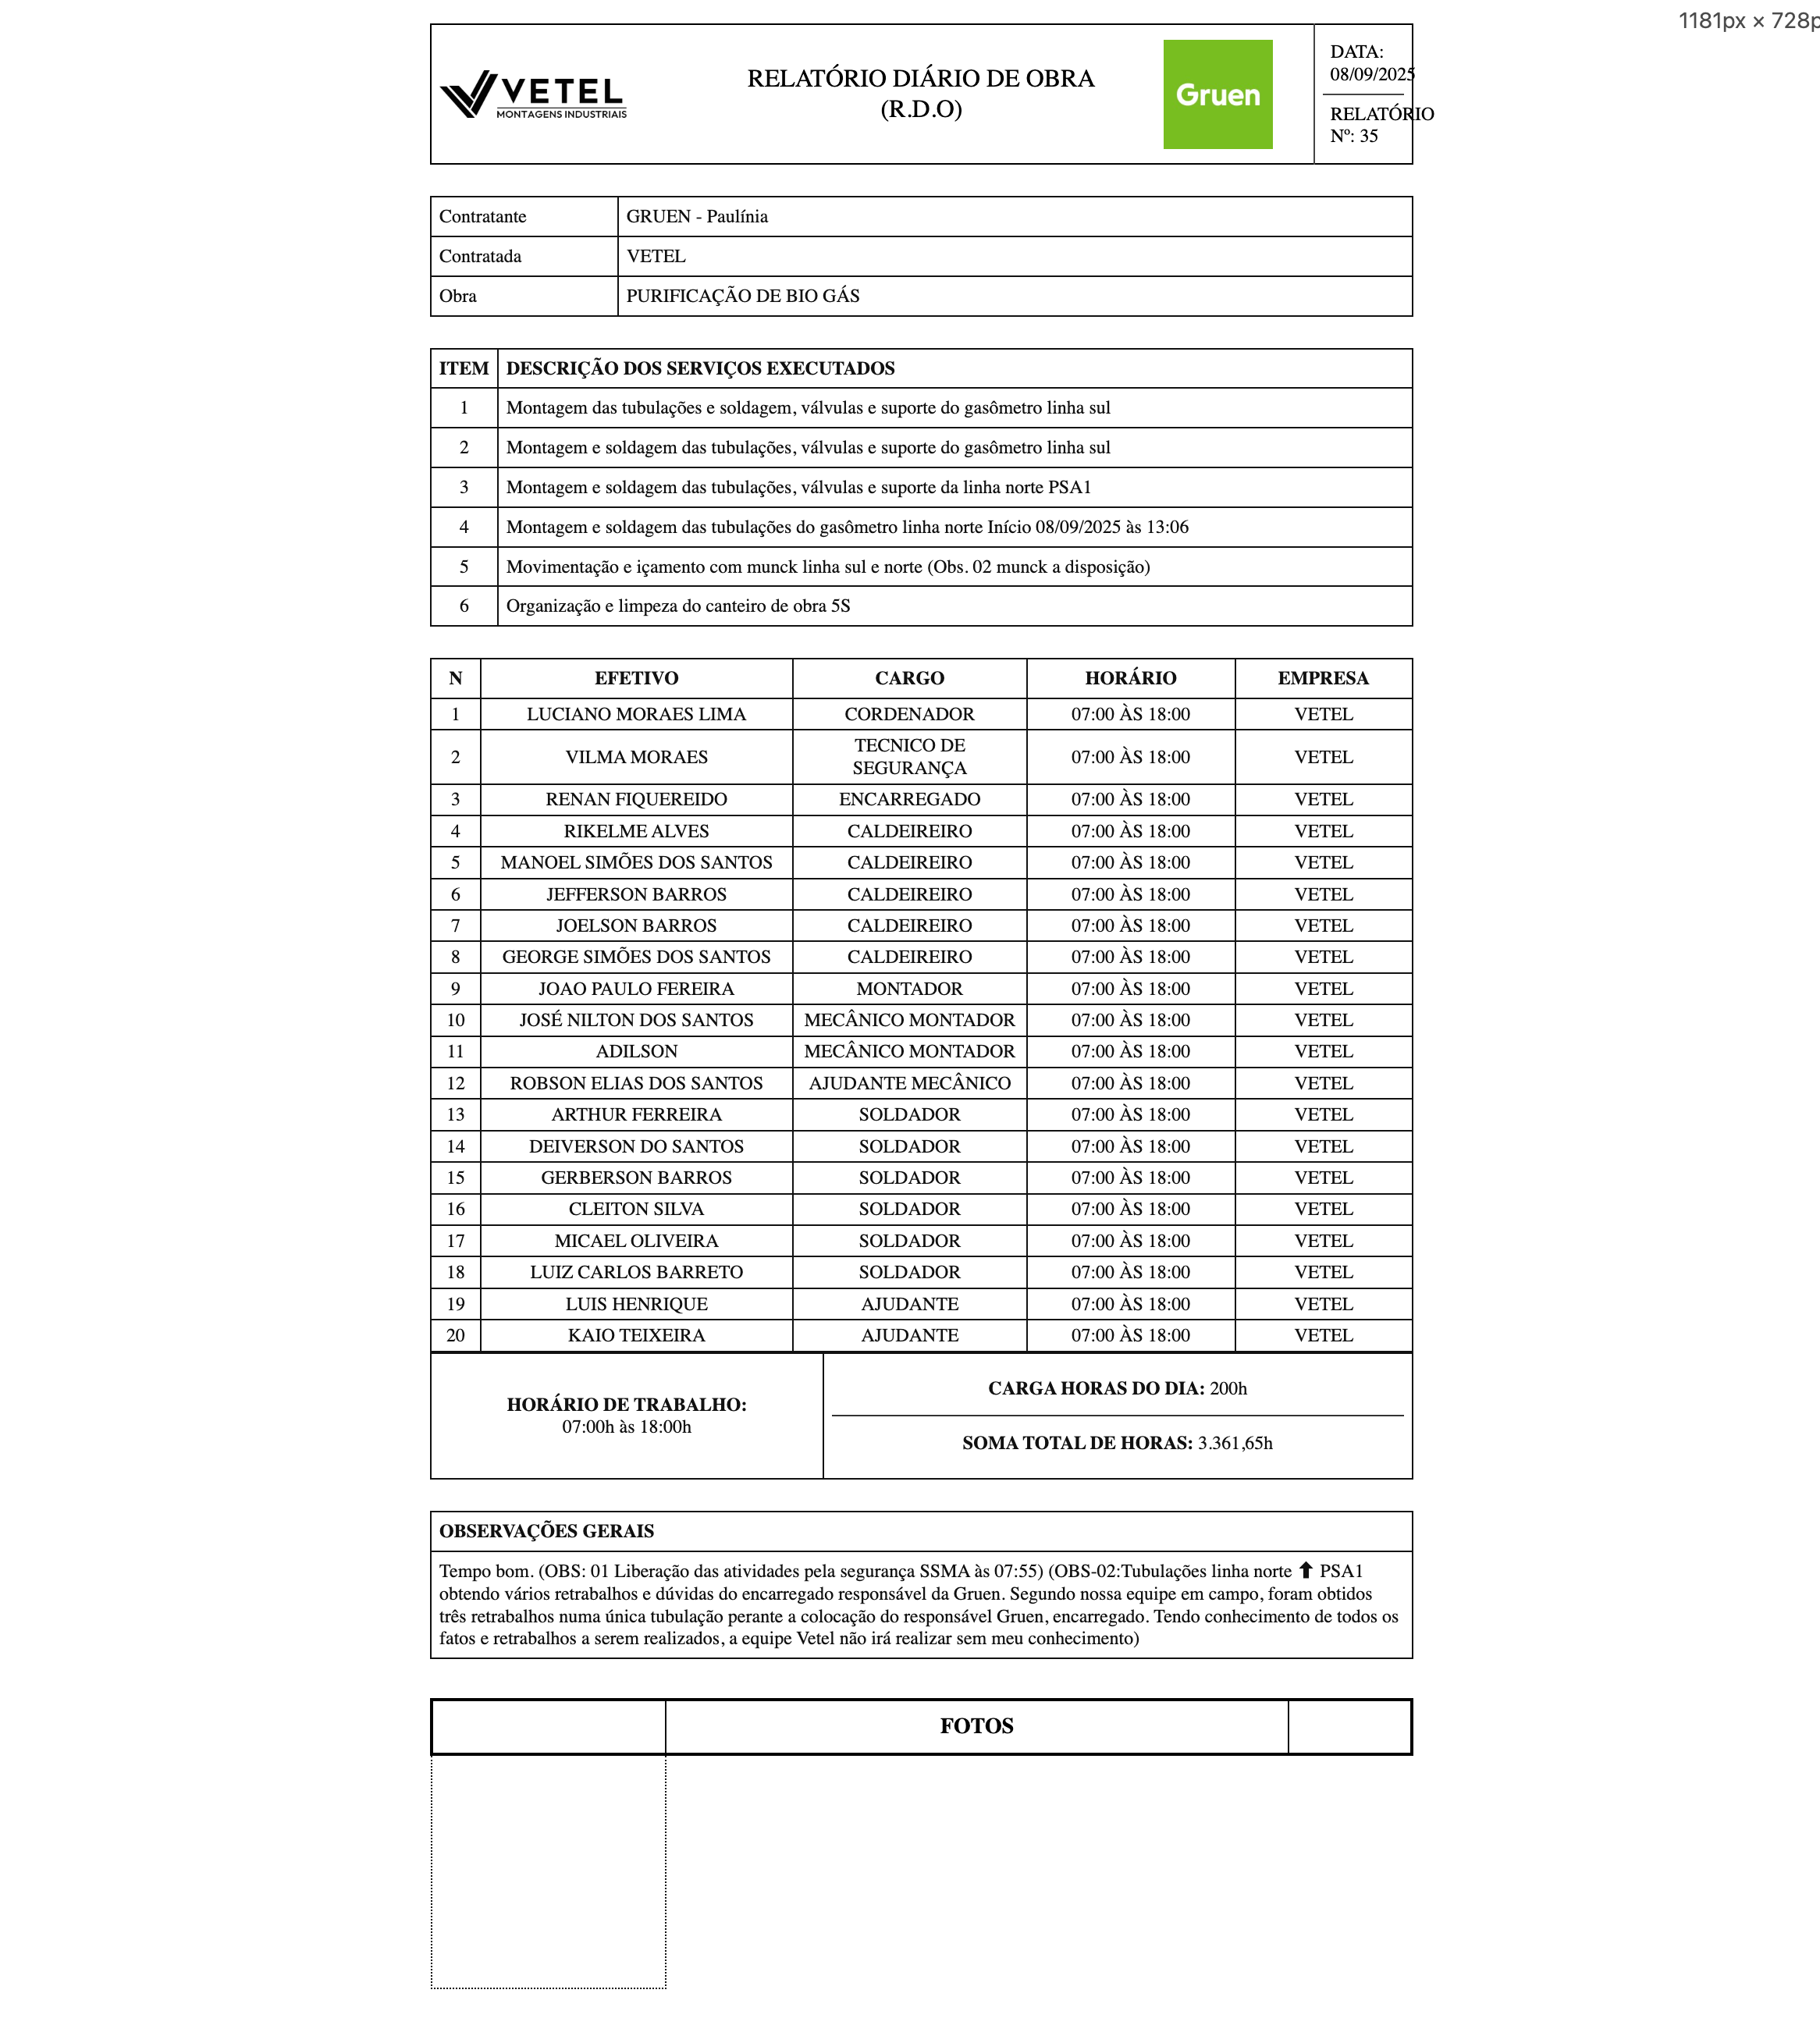 1181px × 728p
VETEL
MONTAGENS INDUSTRIAIS
RELATÓRIO DIÁRIO DE OBRA
(R.D.O)
Gruen
DATA:
08/09/2025
RELATÓRIO
Nº: 35
Contratante GRUEN - Paulínia
Contratada VETEL
Obra PURIFICAÇÃO DE BIO GÁS
ITEM DESCRIÇÃO DOS SERVIÇOS EXECUTADOS
1 Montagem das tubulações e soldagem, válvulas e suporte do gasômetro linha sul
2 Montagem e soldagem das tubulações, válvulas e suporte do gasômetro linha sul
3 Montagem e soldagem das tubulações, válvulas e suporte da linha norte PSA1
4 Montagem e soldagem das tubulações do gasômetro linha norte Início 08/09/2025 às 13:06
5 Movimentação e içamento com munck linha sul e norte (Obs. 02 munck a disposição)
6 Organização e limpeza do canteiro de obra 5S
N EFETIVO CARGO HORÁRIO EMPRESA
1 LUCIANO MORAES LIMA CORDENADOR 07:00 ÀS 18:00 VETEL
2 VILMA MORAES TECNICO DE SEGURANÇA 07:00 ÀS 18:00 VETEL
3 RENAN FIQUEREIDO ENCARREGADO 07:00 ÀS 18:00 VETEL
4 RIKELME ALVES CALDEIREIRO 07:00 ÀS 18:00 VETEL
5 MANOEL SIMÕES DOS SANTOS CALDEIREIRO 07:00 ÀS 18:00 VETEL
6 JEFFERSON BARROS CALDEIREIRO 07:00 ÀS 18:00 VETEL
7 JOELSON BARROS CALDEIREIRO 07:00 ÀS 18:00 VETEL
8 GEORGE SIMÕES DOS SANTOS CALDEIREIRO 07:00 ÀS 18:00 VETEL
9 JOAO PAULO FEREIRA MONTADOR 07:00 ÀS 18:00 VETEL
10 JOSÉ NILTON DOS SANTOS MECÂNICO MONTADOR 07:00 ÀS 18:00 VETEL
11 ADILSON MECÂNICO MONTADOR 07:00 ÀS 18:00 VETEL
12 ROBSON ELIAS DOS SANTOS AJUDANTE MECÂNICO 07:00 ÀS 18:00 VETEL
13 ARTHUR FERREIRA SOLDADOR 07:00 ÀS 18:00 VETEL
14 DEIVERSON DO SANTOS SOLDADOR 07:00 ÀS 18:00 VETEL
15 GERBERSON BARROS SOLDADOR 07:00 ÀS 18:00 VETEL
16 CLEITON SILVA SOLDADOR 07:00 ÀS 18:00 VETEL
17 MICAEL OLIVEIRA SOLDADOR 07:00 ÀS 18:00 VETEL
18 LUIZ CARLOS BARRETO SOLDADOR 07:00 ÀS 18:00 VETEL
19 LUIS HENRIQUE AJUDANTE 07:00 ÀS 18:00 VETEL
20 KAIO TEIXEIRA AJUDANTE 07:00 ÀS 18:00 VETEL
HORÁRIO DE TRABALHO:
07:00h às 18:00h
CARGA HORAS DO DIA: 200h
SOMA TOTAL DE HORAS: 3.361,65h
OBSERVAÇÕES GERAIS
Tempo bom. (OBS: 01 Liberação das atividades pela segurança SSMA às 07:55) (OBS-02:Tubulações linha norte ⬆ PSA1
obtendo vários retrabalhos e dúvidas do encarregado responsável da Gruen. Segundo nossa equipe em campo, foram obtidos
três retrabalhos numa única tubulação perante a colocação do responsável Gruen, encarregado. Tendo conhecimento de todos os
fatos e retrabalhos a serem realizados, a equipe Vetel não irá realizar sem meu conhecimento)
FOTOS